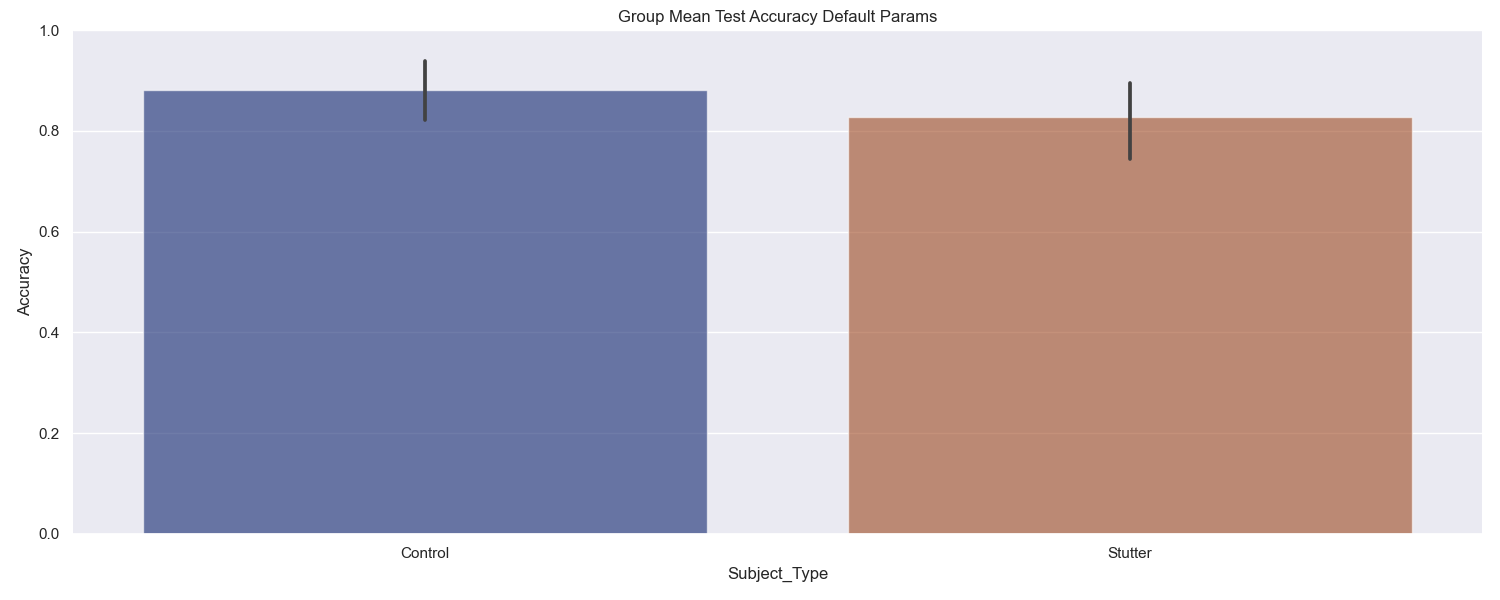 Group Mean Test Accuracy Default Params
1.0
0.8
0.6
0.4
0.2
0.0
Accuracy
Control
Stutter
Subject_Type